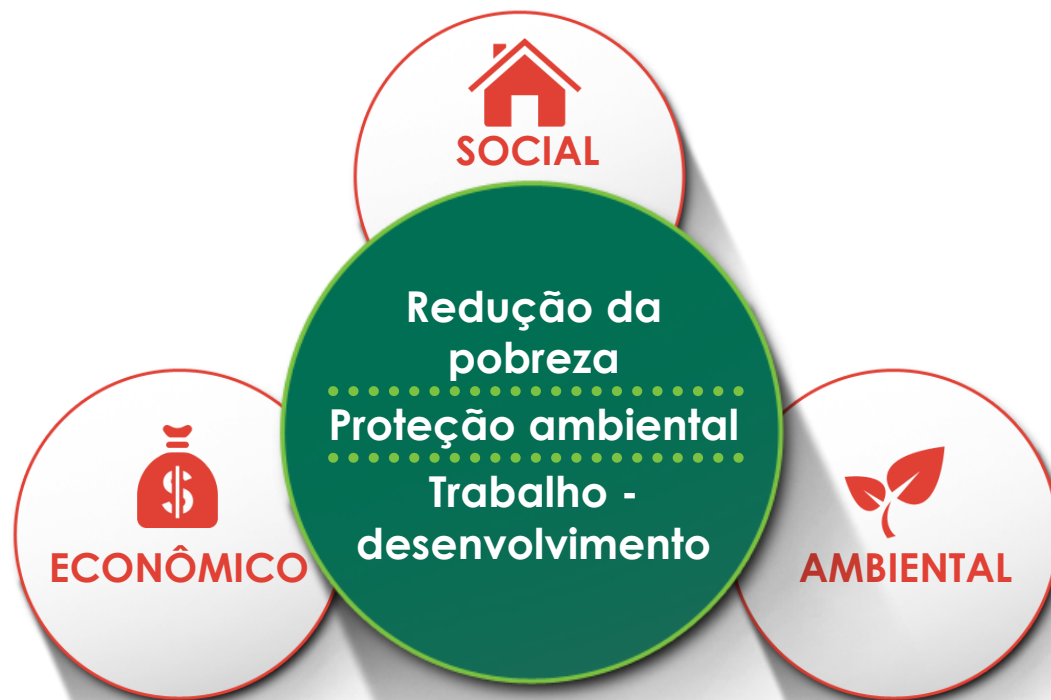 SOCIAL
Redução da
pobreza
Proteção ambiental
Trabalho -
desenvolvimento
ECONÔMICO
AMBIENTAL